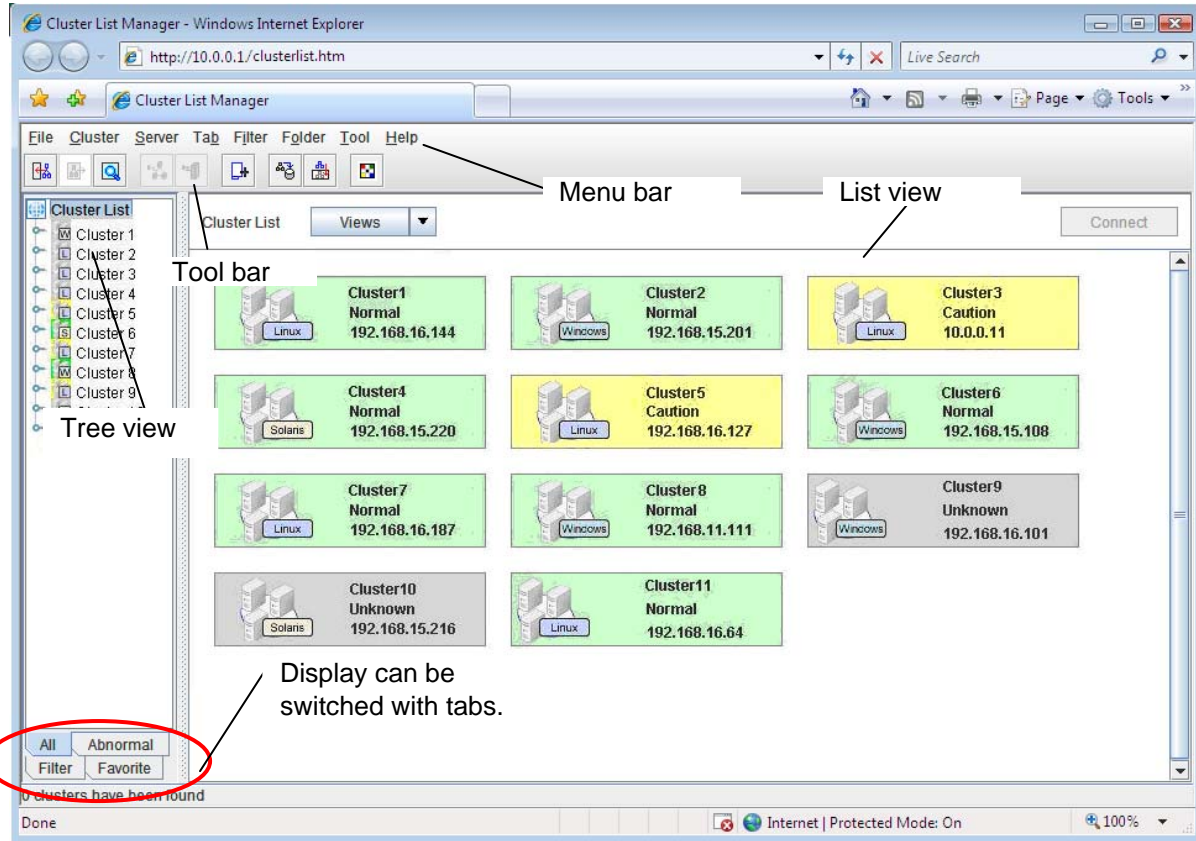 Cluster List Manager - Windows Internet Explorer
http://10.0.0.1/clusterlist.htm
Live Search
Cluster List Manager
Page
Tools
File Cluster Server Tab Filter Folder Tool Help
Menu bar
List view
Cluster List
Cluster 1
Cluster 2
Cluster 3
Cluster 4
Cluster 5
Cluster 6
Cluster 7
Cluster 8
Cluster 9
Tree view
Tool bar
Cluster List
Views
Connect
Linux
Cluster1
Normal
192.168.16.144
Windows
Cluster2
Normal
192.168.15.201
Linux
Cluster3
Caution
10.0.0.11
Solaris
Cluster4
Normal
192.168.15.220
Linux
Cluster5
Caution
192.168.16.127
Windows
Cluster6
Normal
192.168.15.108
Linux
Cluster7
Normal
192.168.16.187
Windows
Cluster8
Normal
192.168.11.111
Windows
Cluster9
Unknown
192.168.16.101
Solaris
Cluster10
Unknown
192.168.15.216
Linux
Cluster11
Normal
192.168.16.64
Display can be
switched with tabs.
All Abnormal
Filter Favorite
0 clusters have been found
Done
Internet | Protected Mode: On
100%